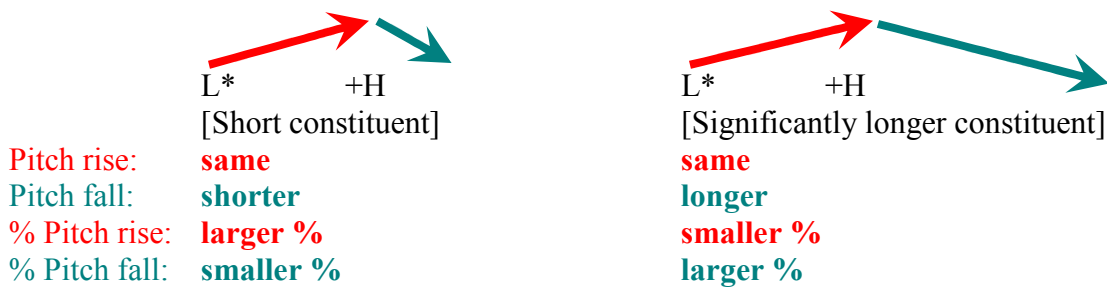 L* +H L* +H
[Short constituent] [Significantly longer constituent]
Pitch rise: same same
Pitch fall: shorter longer
% Pitch rise: larger % smaller %
% Pitch fall: smaller % larger %